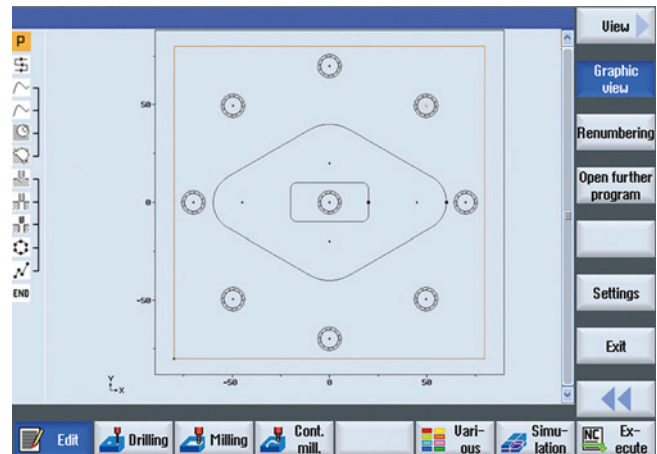 View
P
Graphic
view
Renumbering
Open further
program
50
0
-50
Y
X
-50
0
50
END
Settings
Exit
Edit
Drilling
Milling
Cont.
mill.
Vari-
ous
Simu-
lation
NC
Ex-
ecute